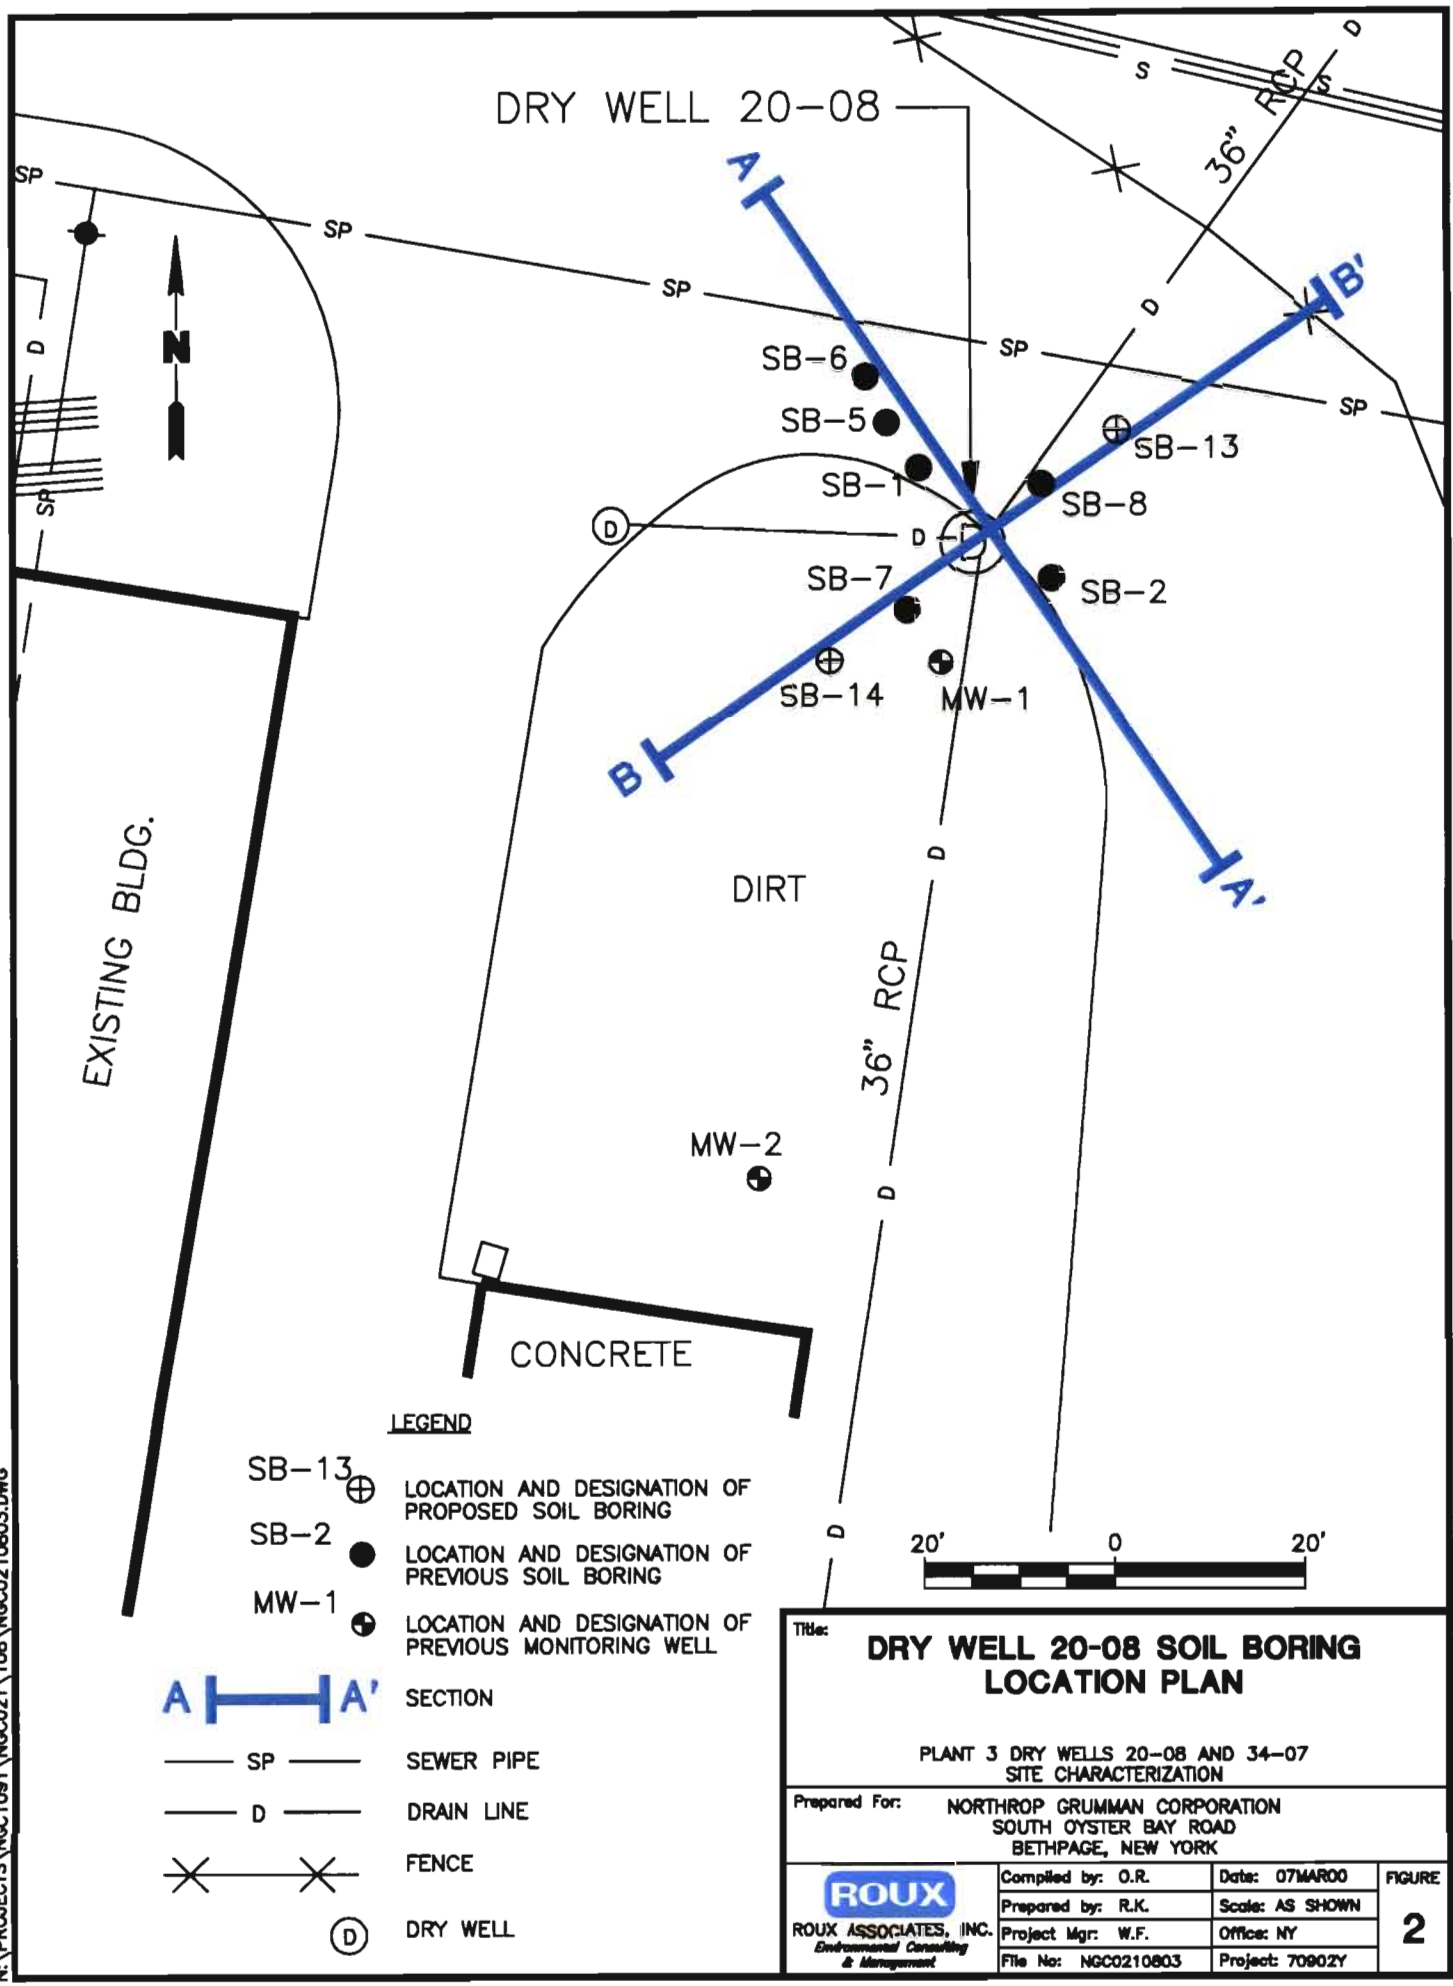 DRY WELL 20-08
S
S
D
36" RCP
A
B'
SP
SP
SP
SP
SP
D
N
D
SP
SB-6
SB-5
SB-1
SB-13
SB-8
D
D
D
SB-7
SB-2
SB-14
MW-1
B
A'
D
DIRT
EXISTING BLDG.
36" RCP
MW-2
D
CONCRETE
D
LEGEND
SB-13
LOCATION AND DESIGNATION OF
PROPOSED SOIL BORING
SB-2
LOCATION AND DESIGNATION OF
PREVIOUS SOIL BORING
MW-1
LOCATION AND DESIGNATION OF
PREVIOUS MONITORING WELL
A A' SECTION
SP SEWER PIPE
D DRAIN LINE
FENCE
D DRY WELL
20' 0 20'
Title:
DRY WELL 20-08 SOIL BORING
LOCATION PLAN
PLANT 3 DRY WELLS 20-08 AND 34-07
SITE CHARACTERIZATION
Prepared For:
NORTHROP GRUMMAN CORPORATION
SOUTH OYSTER BAY ROAD
BETHPAGE, NEW YORK
ROUX
ROUX ASSOCIATES, INC.
Environmental Consulting
& Management
Compiled by: O.R.
Date: 07MAR00
Prepared by: R.K.
Scale: AS SHOWN
Project Mgr: W.F.
Office: NY
File No: NGC0210803
Project: 70902Y
FIGURE
2